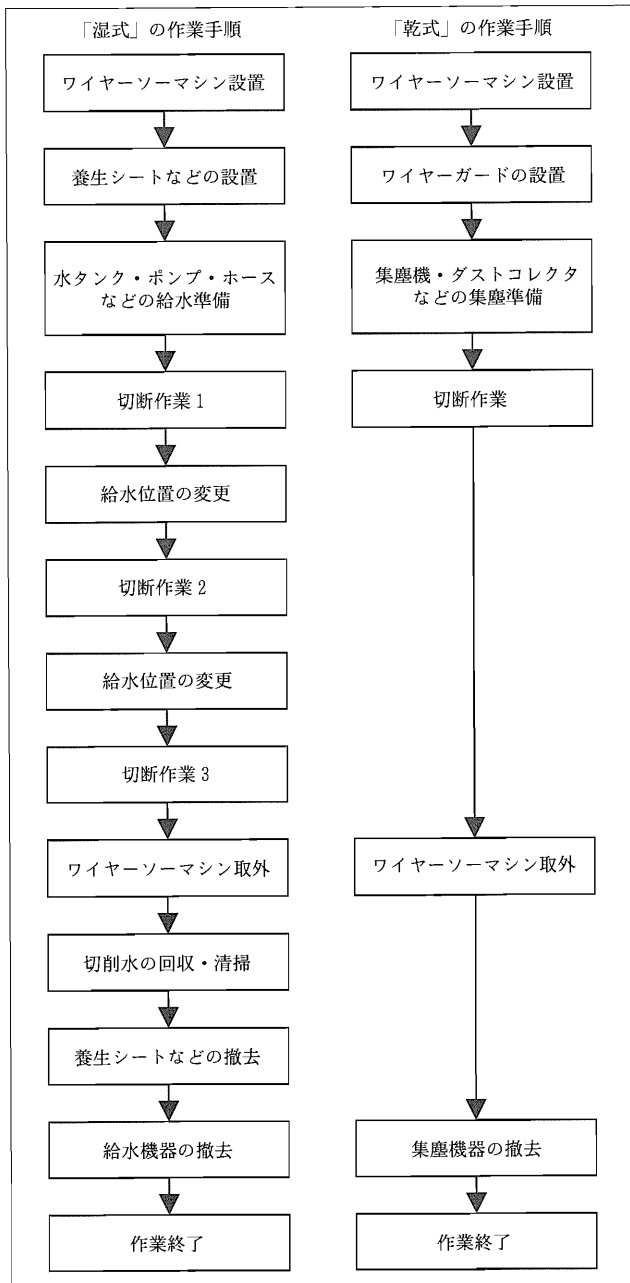 「湿式」の作業手順
ワイヤーソーマシン設置
養生シートなどの設置
水タンク・ポンプ・ホース
などの給水準備
切断作業1
給水位置の変更
切断作業2
給水位置の変更
切断作業3
ワイヤーソーマシン取外
切削水の回収・清掃
養生シートなどの撤去
給水機器の撤去
作業終了
「乾式」の作業手順
ワイヤーソーマシン設置
ワイヤーガードの設置
集塵機・ダストコレクタ
などの集塵準備
切断作業
ワイヤーソーマシン取外
集塵機器の撤去
作業終了